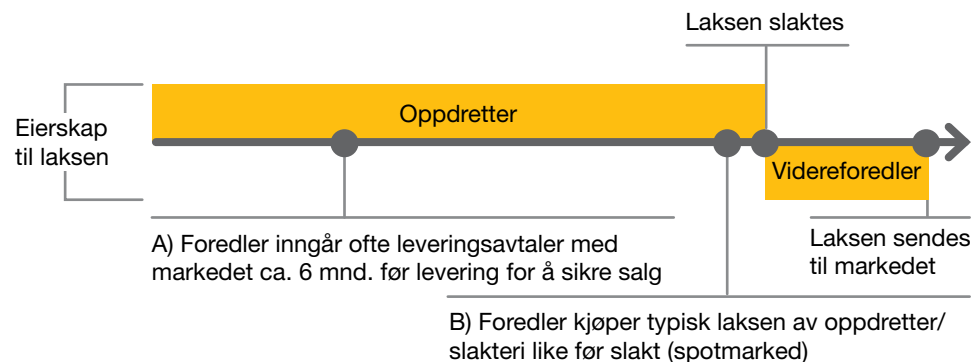 Laksen slaktes
Oppdretter
Eierskap
til laksen
Videreforedler
A) Foredler inngår ofte leveringsavtaler med
markedet ca. 6 mnd. før levering for å sikre salg
Laksen sendes
til markedet
B) Foredler kjøper typisk laksen av oppdretter/
slakteri like før slakt (spotmarked)